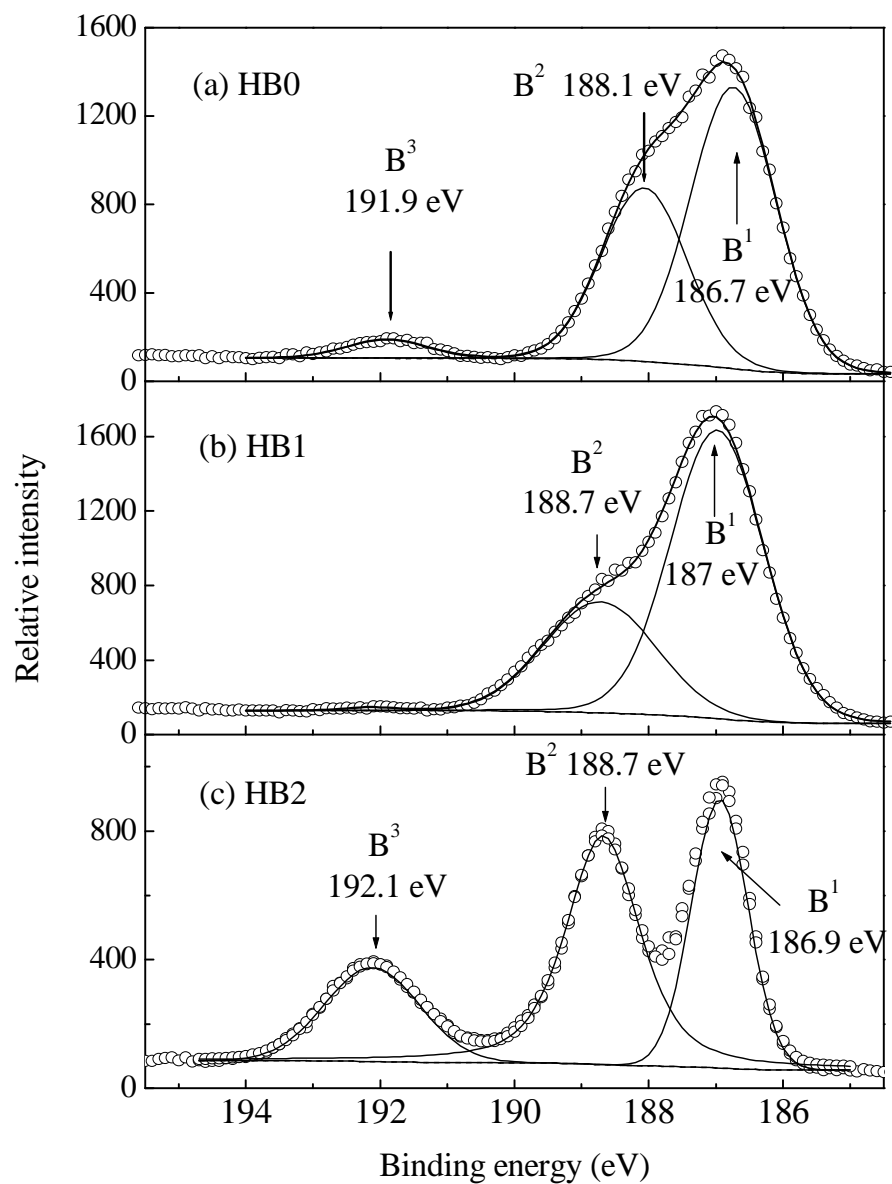 1600
(a) HB0
B² 188.1 eV
1200
B³
191.9 eV
800
B¹
186.7 eV
400
0
1600
(b) HB1
B²
188.7 eV
1200
B¹
187 eV
800
400
0
Relative intensity
B² 188.7 eV
(c) HB2
800
B³
192.1 eV
B¹
186.9 eV
400
0
194 192 190 188 186
Binding energy (eV)